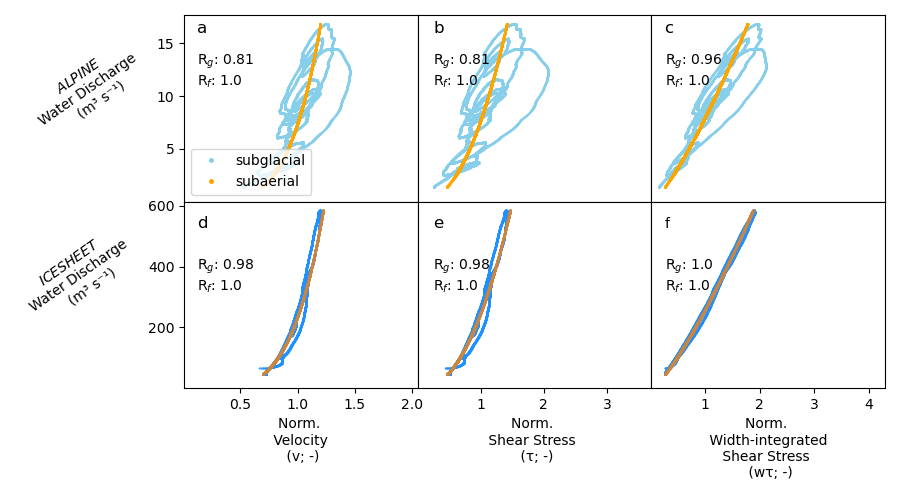 a
b
c
R_g: 0.81
R_f: 1.0
R_g: 0.81
R_f: 1.0
R_g: 0.96
R_f: 1.0
ALPINE
Water Discharge
(m³ s⁻¹)
15
10
5
subglacial
subaerial
d
e
f
R_g: 0.98
R_f: 1.0
R_g: 0.98
R_f: 1.0
R_g: 1.0
R_f: 1.0
ICESHEET
Water Discharge
(m³ s⁻¹)
600
400
200
0.5 1.0 1.5 2.0
1 2 3
1 2 3 4
Norm.
Velocity
(v; -)
Norm.
Shear Stress
(τ; -)
Norm.
Width-integrated
Shear Stress
(wτ; -)